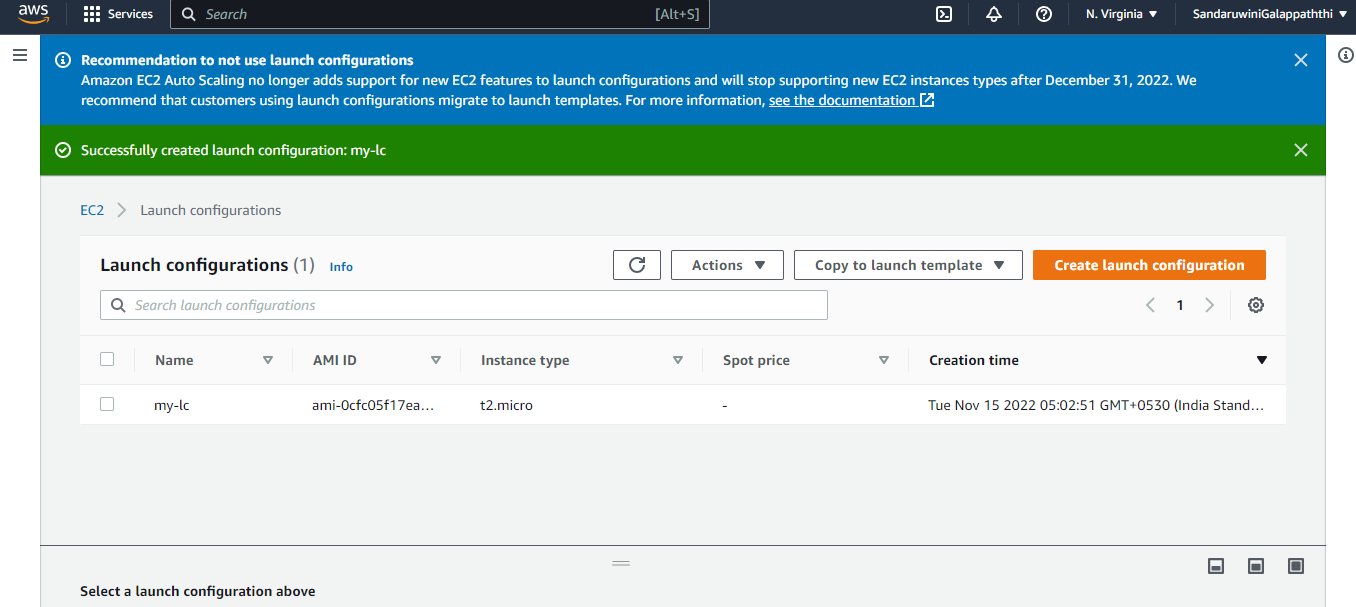 aws Services Search [Alt+S] N. Virginia SandaruwiniGalappaththi
Recommendation to not use launch configurations
Amazon EC2 Auto Scaling no longer adds support for new EC2 features to launch configurations and will stop supporting new EC2 instances types after December 31, 2022. We
recommend that customers using launch configurations migrate to launch templates. For more information, see the documentation
Successfully created launch configuration: my-lc
EC2 Launch configurations
Launch configurations (1) Info Actions Copy to launch template Create launch configuration
Search launch configurations 1
Name AMI ID Instance type Spot price Creation time
my-lc ami-0cfc05f17ea... t2.micro - Tue Nov 15 2022 05:02:51 GMT+0530 (India Stand...
Select a launch configuration above